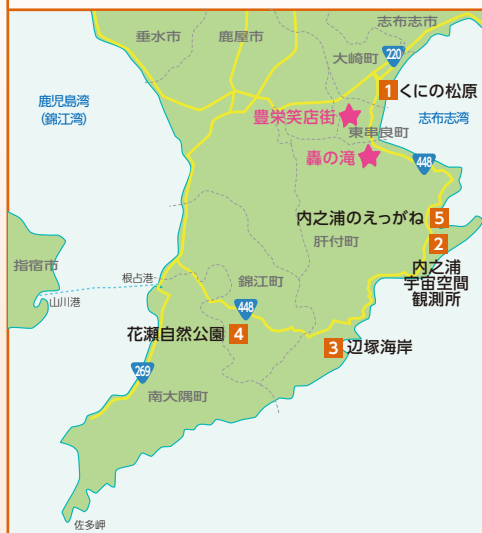 志布志市
垂水市
鹿屋市
大崎町
220
1 くにの松原
鹿児島湾
(錦江湾)
豊栄笑店街
志布志湾
東串良町
轟の滝
448
内之浦のえっがね 5
2
肝付町
内之浦
宇宙空間
観測所
指宿市
根占港
錦江町
山川港
448
花瀬自然公園 4
3 辺塚海岸
269
南大隅町
佐多岬